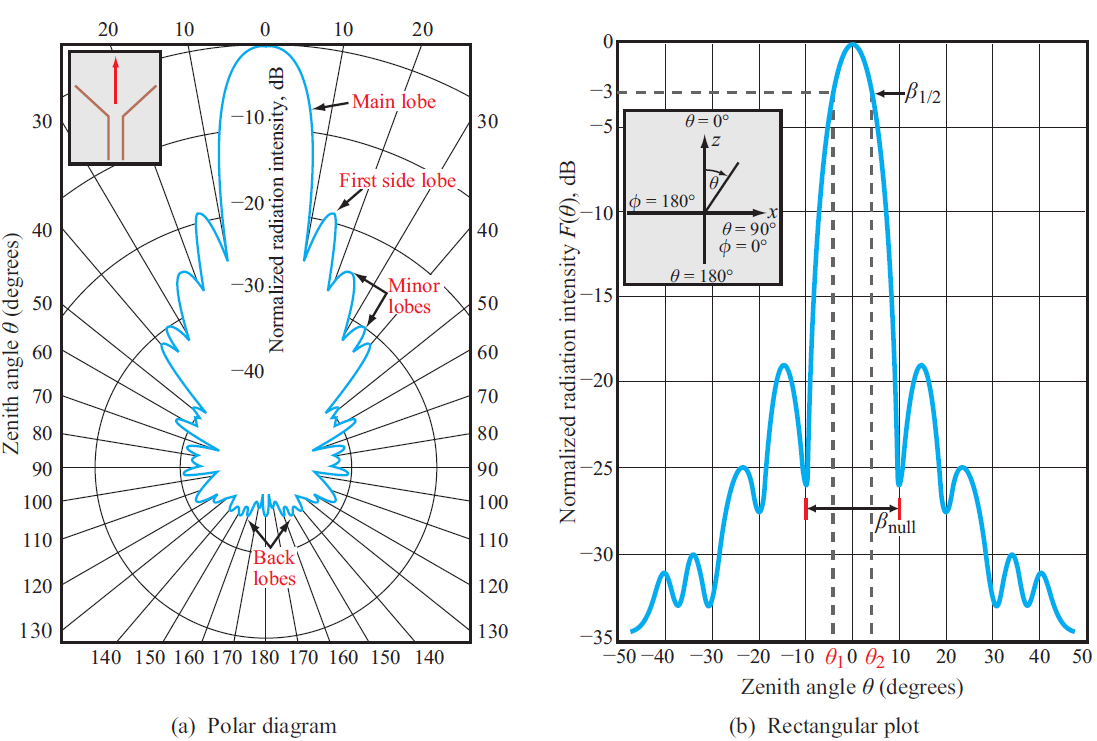 20 10 0 10 20
30 30
40 40
50 50
60 60
70 70
80 80
90 90
100 100
110 110
120 120
130 130
140 150 160 170 180 170 160 150 140
Zenith angle θ (degrees)
Normalized radiation intensity, dB
−10
−20
−30
−40
Main lobe
First side lobe
Minor
lobes
Back
lobes
(a) Polar diagram
0
−3
−5
−10
−15
−20
−25
−30
−35
Normalized radiation intensity F(θ), dB
β1/2
θ = 0°
z
θ
ϕ = 180°
x
θ = 90°
ϕ = 0°
θ = 180°
βnull
−50 −40 −30 −20 −10 θ1 0 θ2 10 20 30 40 50
Zenith angle θ (degrees)
(b) Rectangular plot